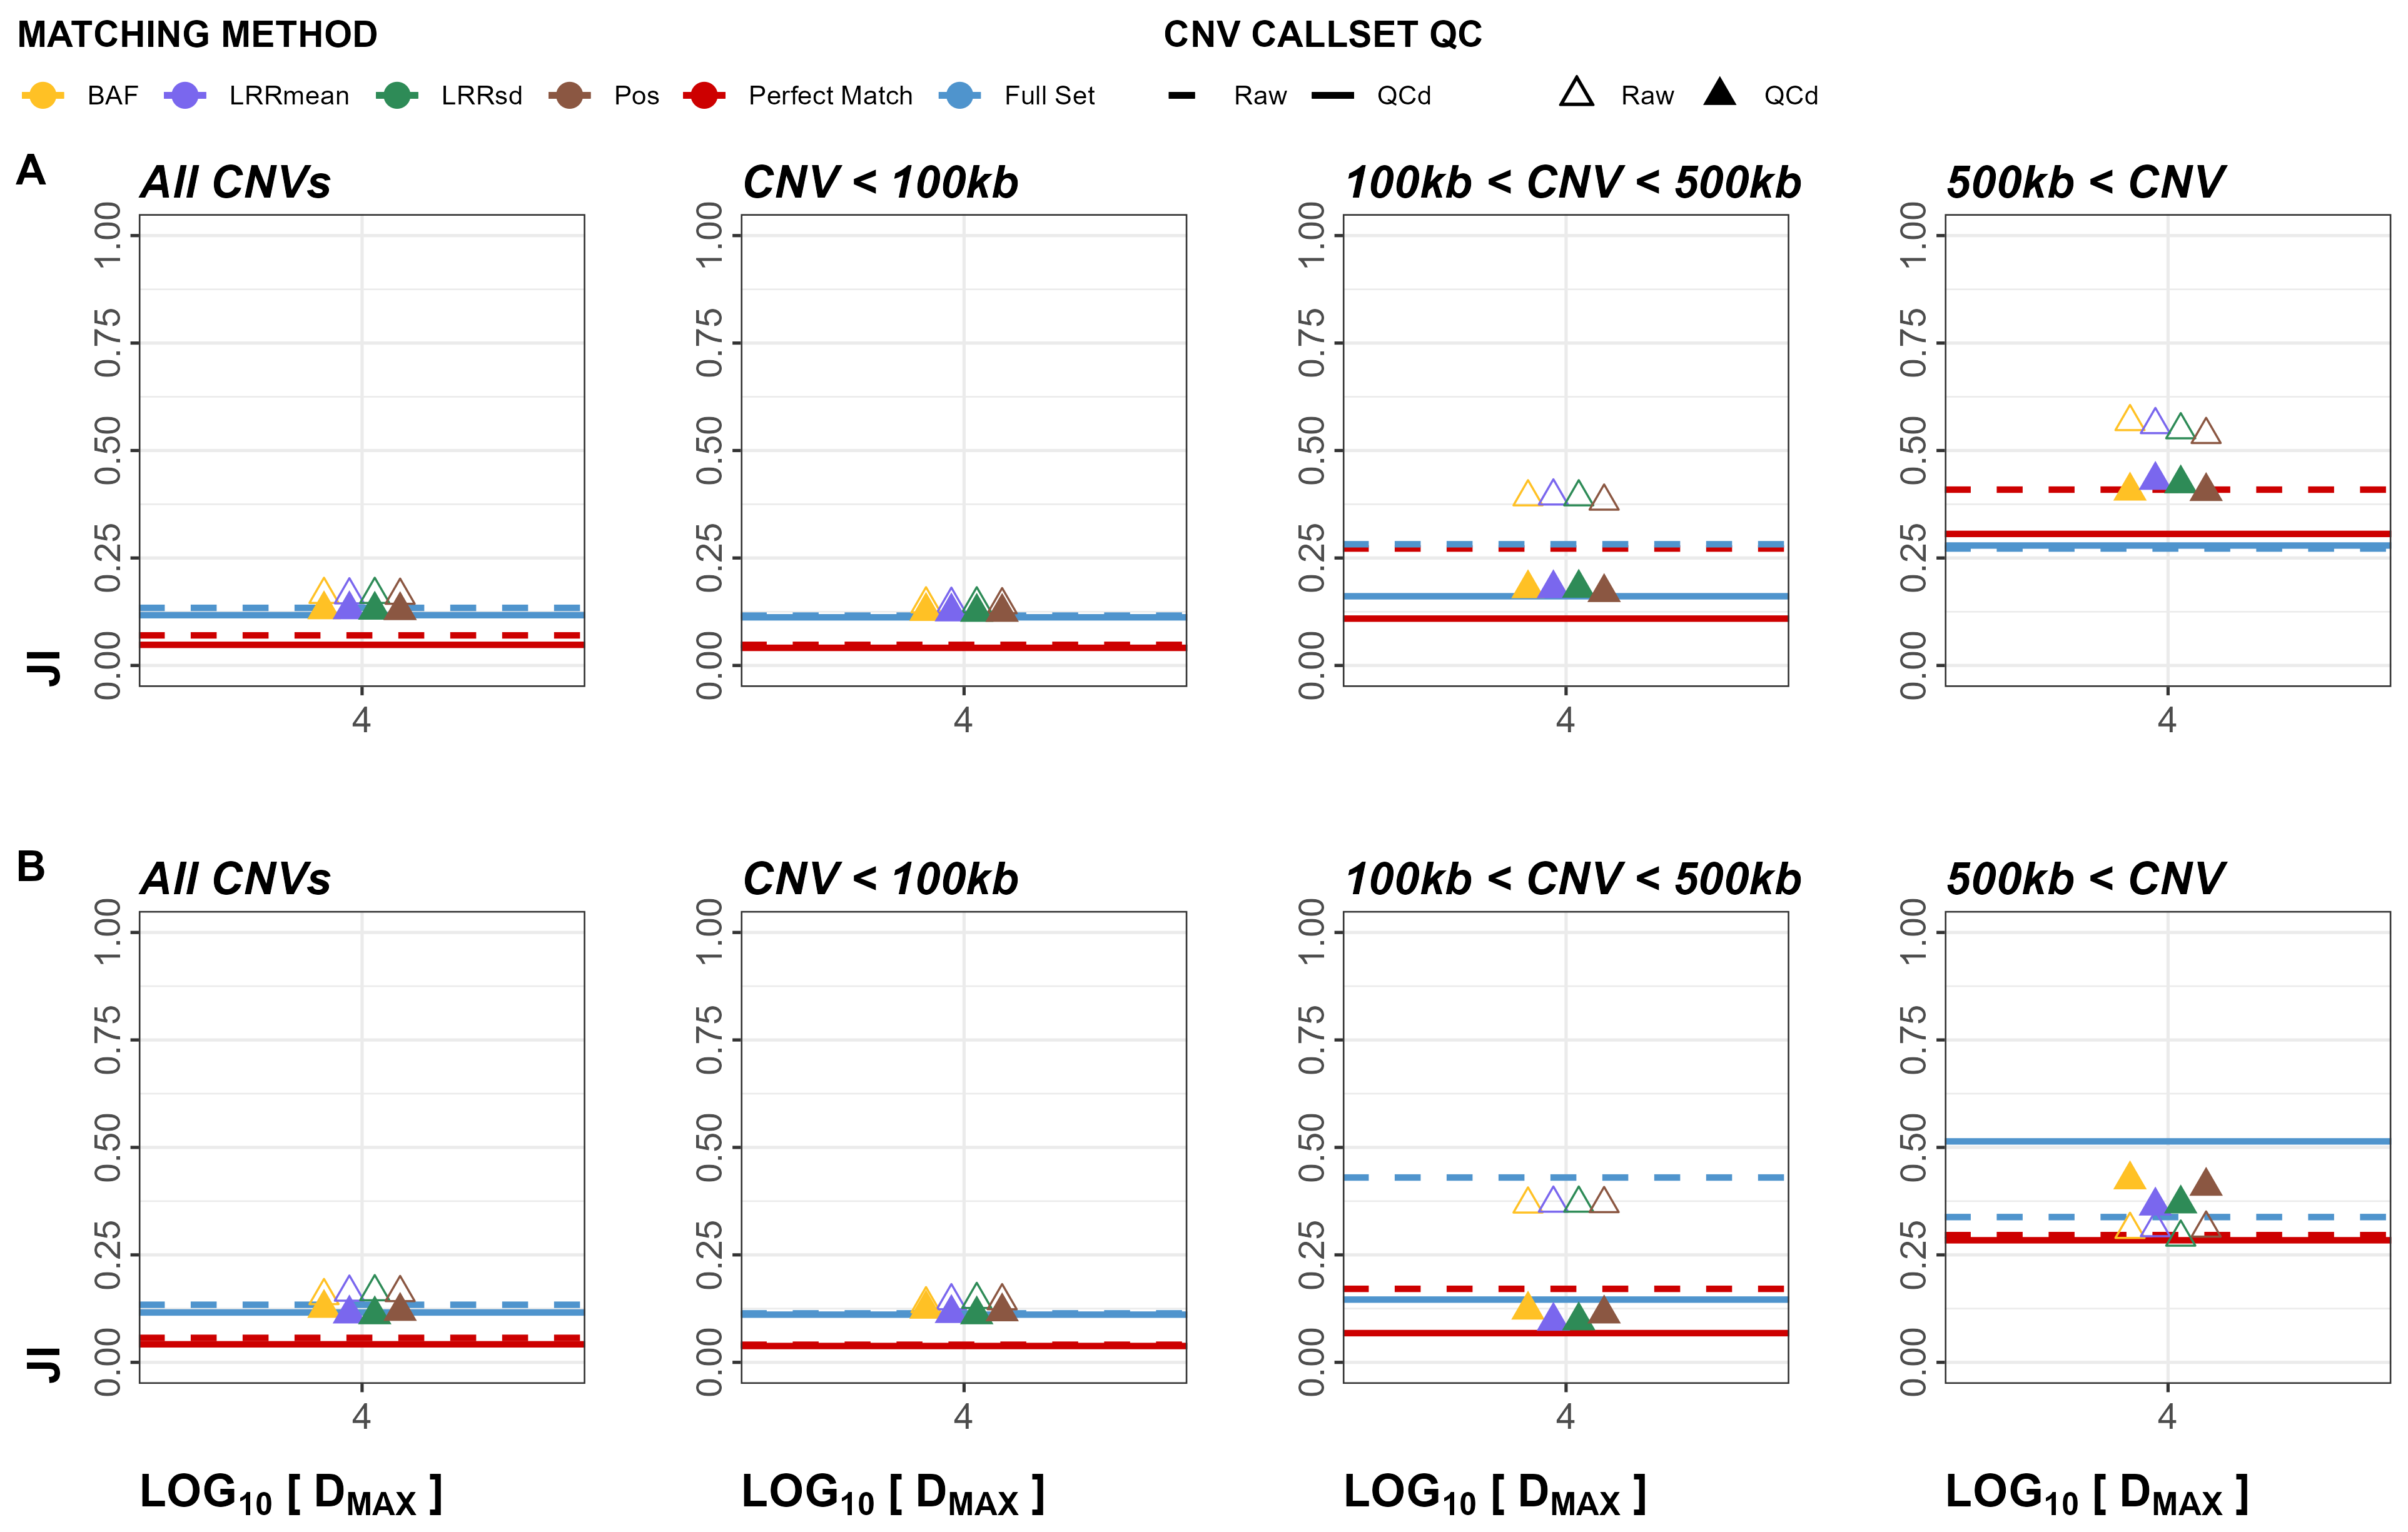 MATCHING METHOD CNV CALLSET QC
BAF LRRmean LRRsd Pos Perfect Match Full Set Raw QCd Raw QCd
A All CNVs CNV < 100kb 100kb < CNV < 500kb 500kb < CNV
1.00 1.00 1.00 1.00
0.75 0.75 0.75 0.75
0.50 0.50 0.50 0.50
0.25 0.25 0.25 0.25
0.00 0.00 0.00 0.00
JI
4 4 4 4
B All CNVs CNV < 100kb 100kb < CNV < 500kb 500kb < CNV
1.00 1.00 1.00 1.00
0.75 0.75 0.75 0.75
0.50 0.50 0.50 0.50
0.25 0.25 0.25 0.25
0.00 0.00 0.00 0.00
JI
4 4 4 4
LOG10 [ DMAX ] LOG10 [ DMAX ] LOG10 [ DMAX ] LOG10 [ DMAX ]